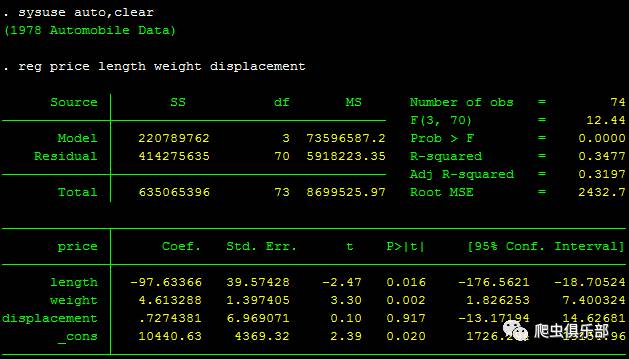 . sysuse auto,clear
(1978 Automobile Data)
. reg price length weight displacement
Source SS df MS Number of obs = 74
F(3, 70) = 12.44
Model 220789762 3 73596587.2 Prob > F = 0.0000
Residual 414275635 70 5918223.35 R-squared = 0.3477
Adj R-squared = 0.3197
Total 635065396 73 8699525.97 Root MSE = 2432.7
price Coef. Std. Err. t P>|t| [95% Conf. Interval]
length -97.63366 39.57428 -2.47 0.016 -176.5621 -18.70524
weight 4.613288 1.397405 3.30 0.002 1.826253 7.400324
displacement .7274381 6.969071 0.10 0.917 -13.17194 14.62681
_cons 10440.63 4369.32 2.39 0.020
爬虫俱乐部